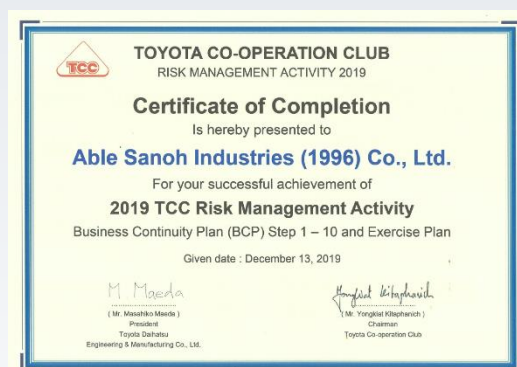 TCC
TOYOTA CO-OPERATION CLUB
RISK MANAGEMENT ACTIVITY 2019
Certificate of Completion
Is hereby presented to
Able Sanoh Industries (1996) Co., Ltd.
For your successful achievement of
2019 TCC Risk Management Activity
Business Continuity Plan (BCP) Step 1 – 10 and Exercise Plan
Given date : December 13, 2019
M Maeda
( Mr. Masahiko Maeda )
President
Toyota Daihatsu
Engineering & Manufacturing Co., Ltd.
Yongkiat Kitaphanich
( Mr. Yongkiat Kitaphanich )
Chairman
Toyota Co-operation Club